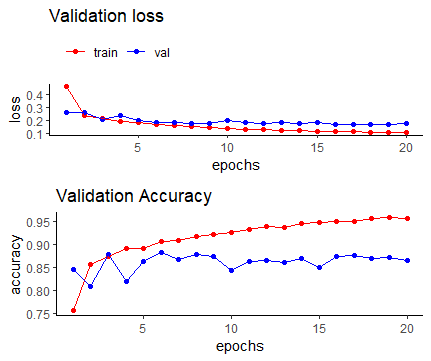 Validation loss
train val
loss
0.4
0.3
0.2
0.1
5 10 15 20
epochs
Validation Accuracy
accuracy
0.95
0.90
0.85
0.80
0.75
5 10 15 20
epochs